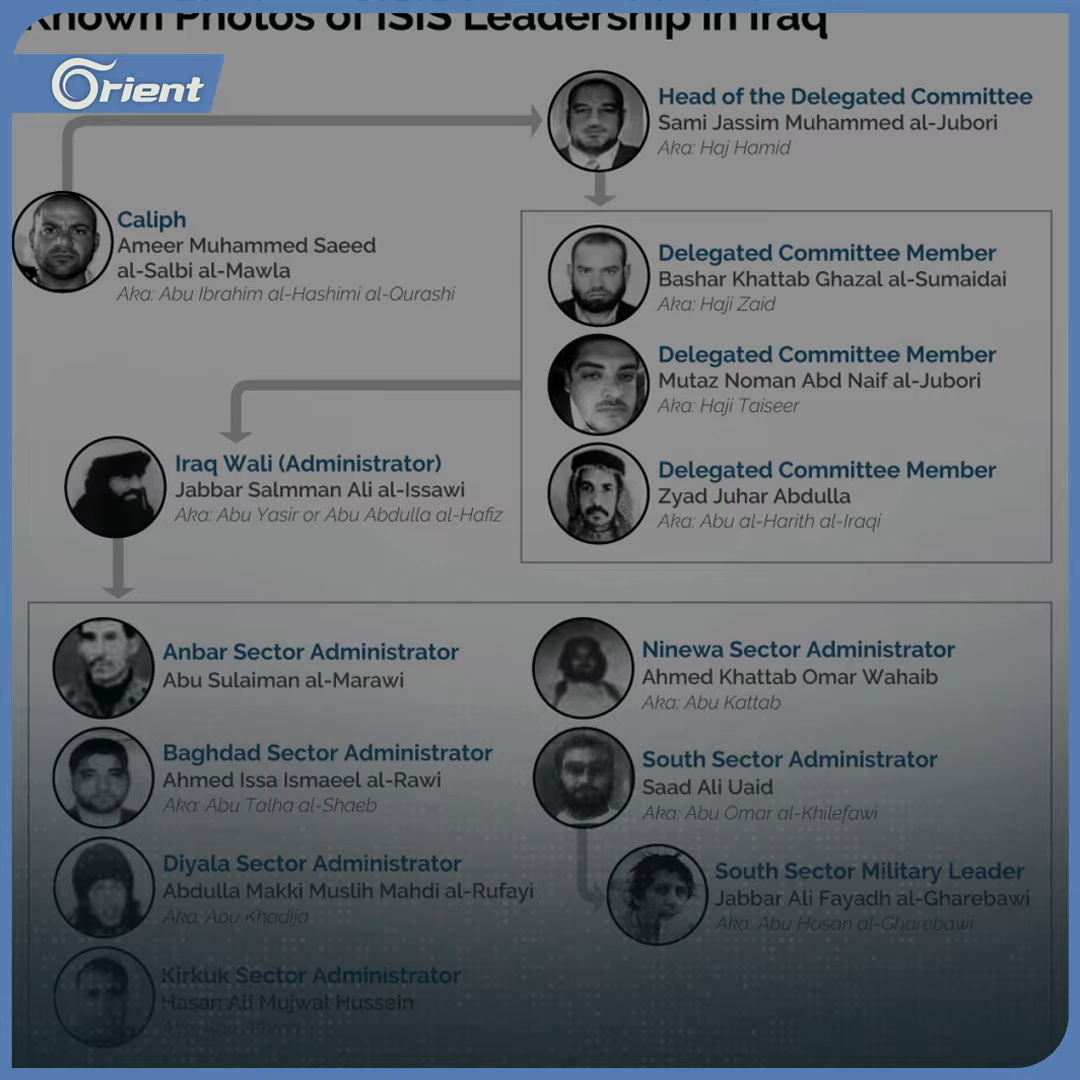 Known Photos of ISIS Leadership in Iraq
Orient
Head of the Delegated Committee
Sami Jassim Muhammed al-Jubori
Aka: Haj Hamid
Caliph
Ameer Muhammed Saeed
al-Salbi al-Mawla
Aka: Abu Ibrahim al-Hashimi al-Qurashi
Delegated Committee Member
Bashar Khattab Ghazal al-Sumaidai
Aka: Haji Zaid
Delegated Committee Member
Mutaz Noman Abd Naif al-Jubori
Aka: Haji Taiseer
Delegated Committee Member
Zyad Juhar Abdulla
Aka: Abu al-Harith al-Iraqi
Iraq Wali (Administrator)
Jabbar Salmman Ali al-Issawi
Aka: Abu Yasir or Abu Abdulla al-Hafiz
Anbar Sector Administrator
Abu Sulaiman al-Marawi
Baghdad Sector Administrator
Ahmed Issa Ismaeel al-Rawi
Aka: Abu Talha al-Shaeb
Diyala Sector Administrator
Abdulla Makki Muslih Mahdi al-Rufayi
Aka: Abu Khadija
Kirkuk Sector Administrator
Hasan Ali Mujwal Hussein
Ninewa Sector Administrator
Ahmed Khattab Omar Wahaib
Aka: Abu Kattab
South Sector Administrator
Saad Ali Uaid
Aka: Abu Omar al-Khilefawi
South Sector Military Leader
Jabbar Ali Fayadh al-Gharebawi
Aka: Abu Hosan al-Gharebawi